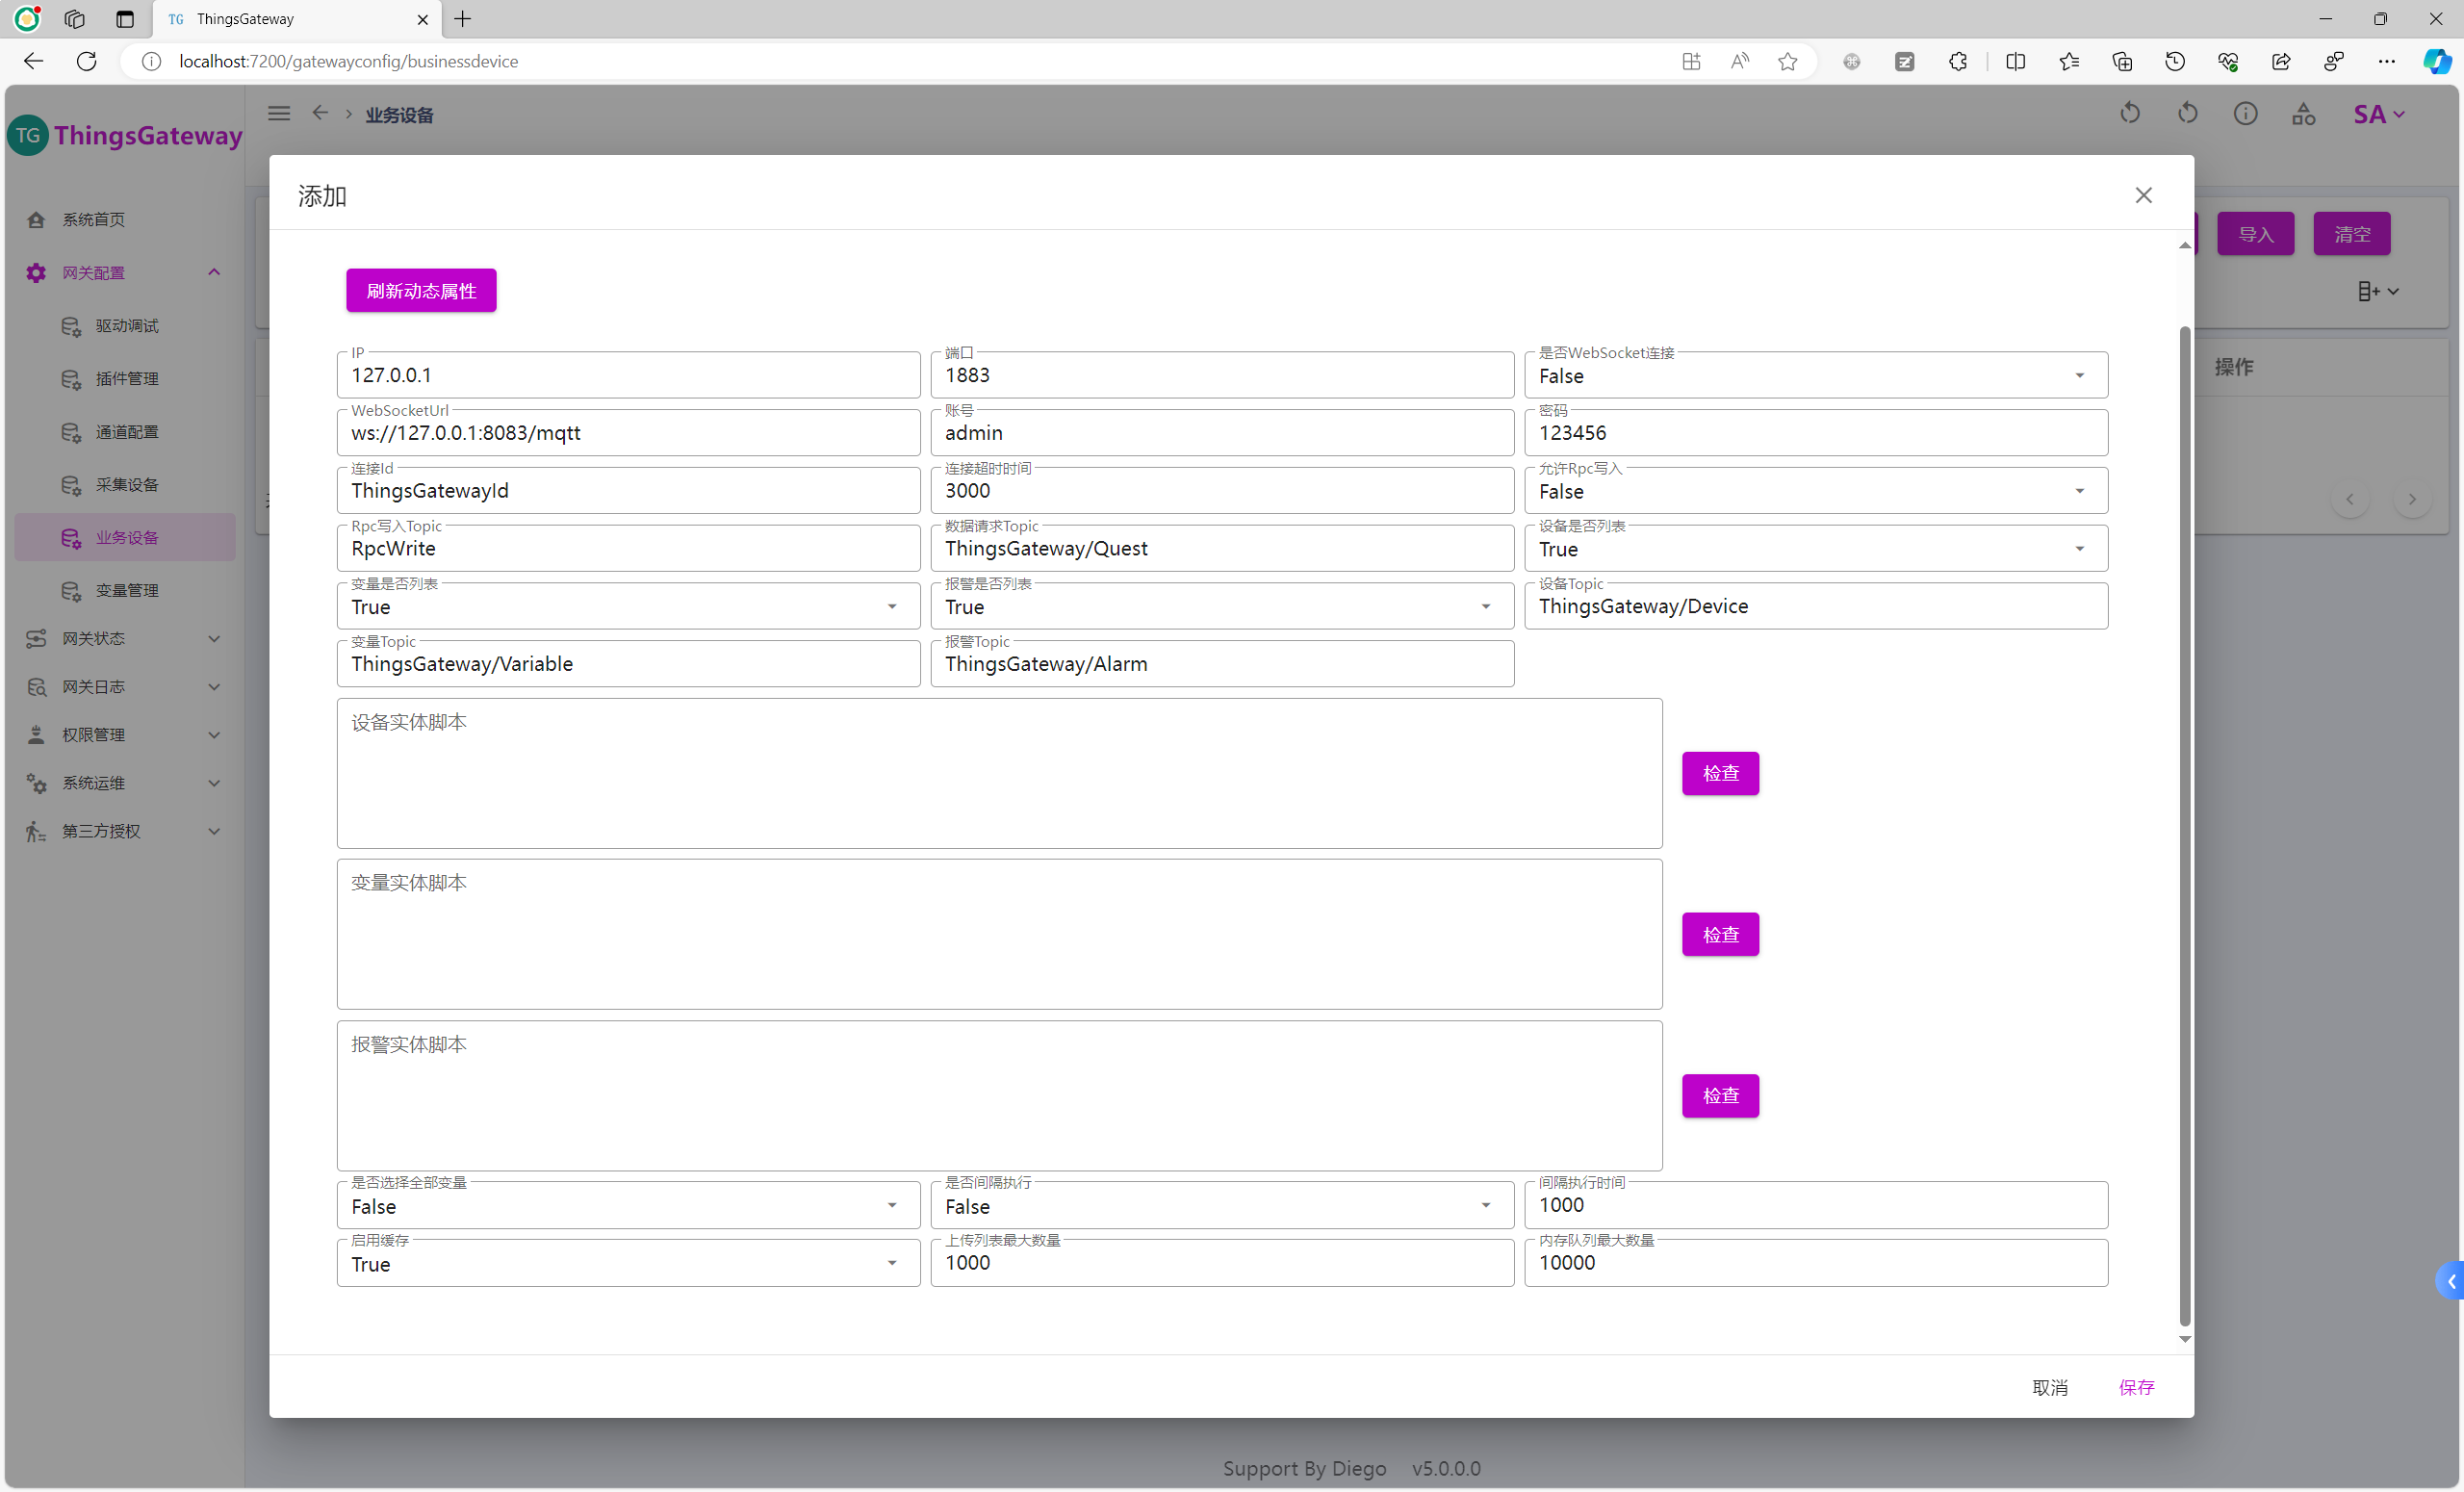 TG ThingsGateway
localhost:7200/gatewayconfig/businessdevice
TG ThingsGateway
业务设备
SA
系统首页
网关配置
驱动调试
插件管理
通道配置
采集设备
业务设备
变量管理
网关状态
网关日志
权限管理
系统运维
第三方授权
导入
清空
操作
添加
刷新动态属性
IP
127.0.0.1
端口
1883
是否WebSocket连接
False
WebSocketUrl
ws://127.0.0.1:8083/mqtt
账号
admin
密码
123456
连接Id
ThingsGatewayId
连接超时时间
3000
允许Rpc写入
False
Rpc写入Topic
RpcWrite
数据请求Topic
ThingsGateway/Quest
设备是否列表
True
变量是否列表
True
报警是否列表
True
设备Topic
ThingsGateway/Device
变量Topic
ThingsGateway/Variable
报警Topic
ThingsGateway/Alarm
设备实体脚本
检查
变量实体脚本
检查
报警实体脚本
检查
是否选择全部变量
False
是否间隔执行
False
间隔执行时间
1000
启用缓存
True
上传列表最大数量
1000
内存队列最大数量
10000
取消
保存
Support By Diego v5.0.0.0